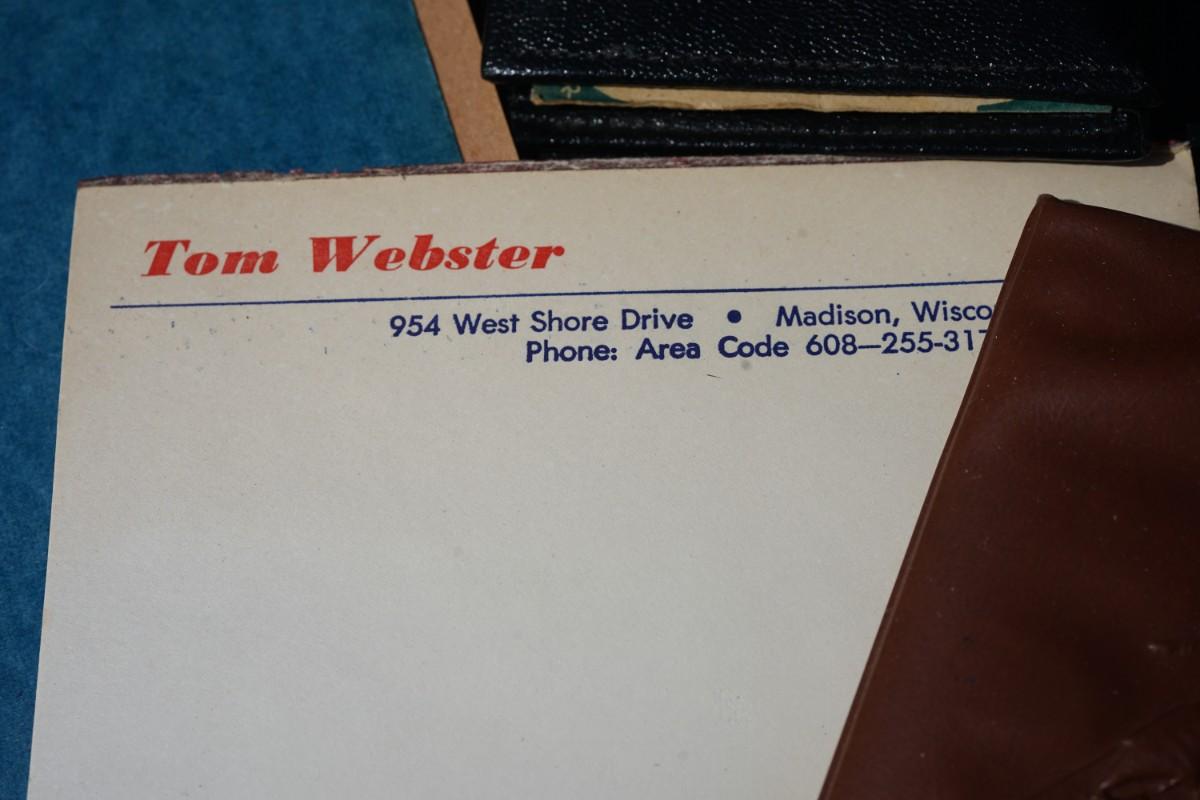 Tom Webster
954 West Shore Drive • Madison, Wisco
Phone: Area Code 608—255-317